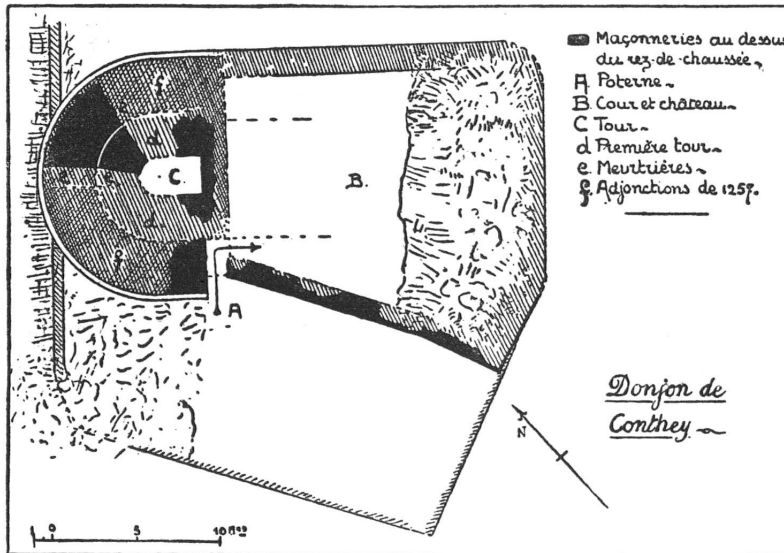 Maçonneries au dessus
du rez-de-chaussée
A Poterne
B. Cour et château
C Tour
d Première tour
e. Meurtrières
f. Adjonctions de 1257.
f
d
C
B.
e
e
d.
f
A
Donjon de
Conthey
N
0 5 10